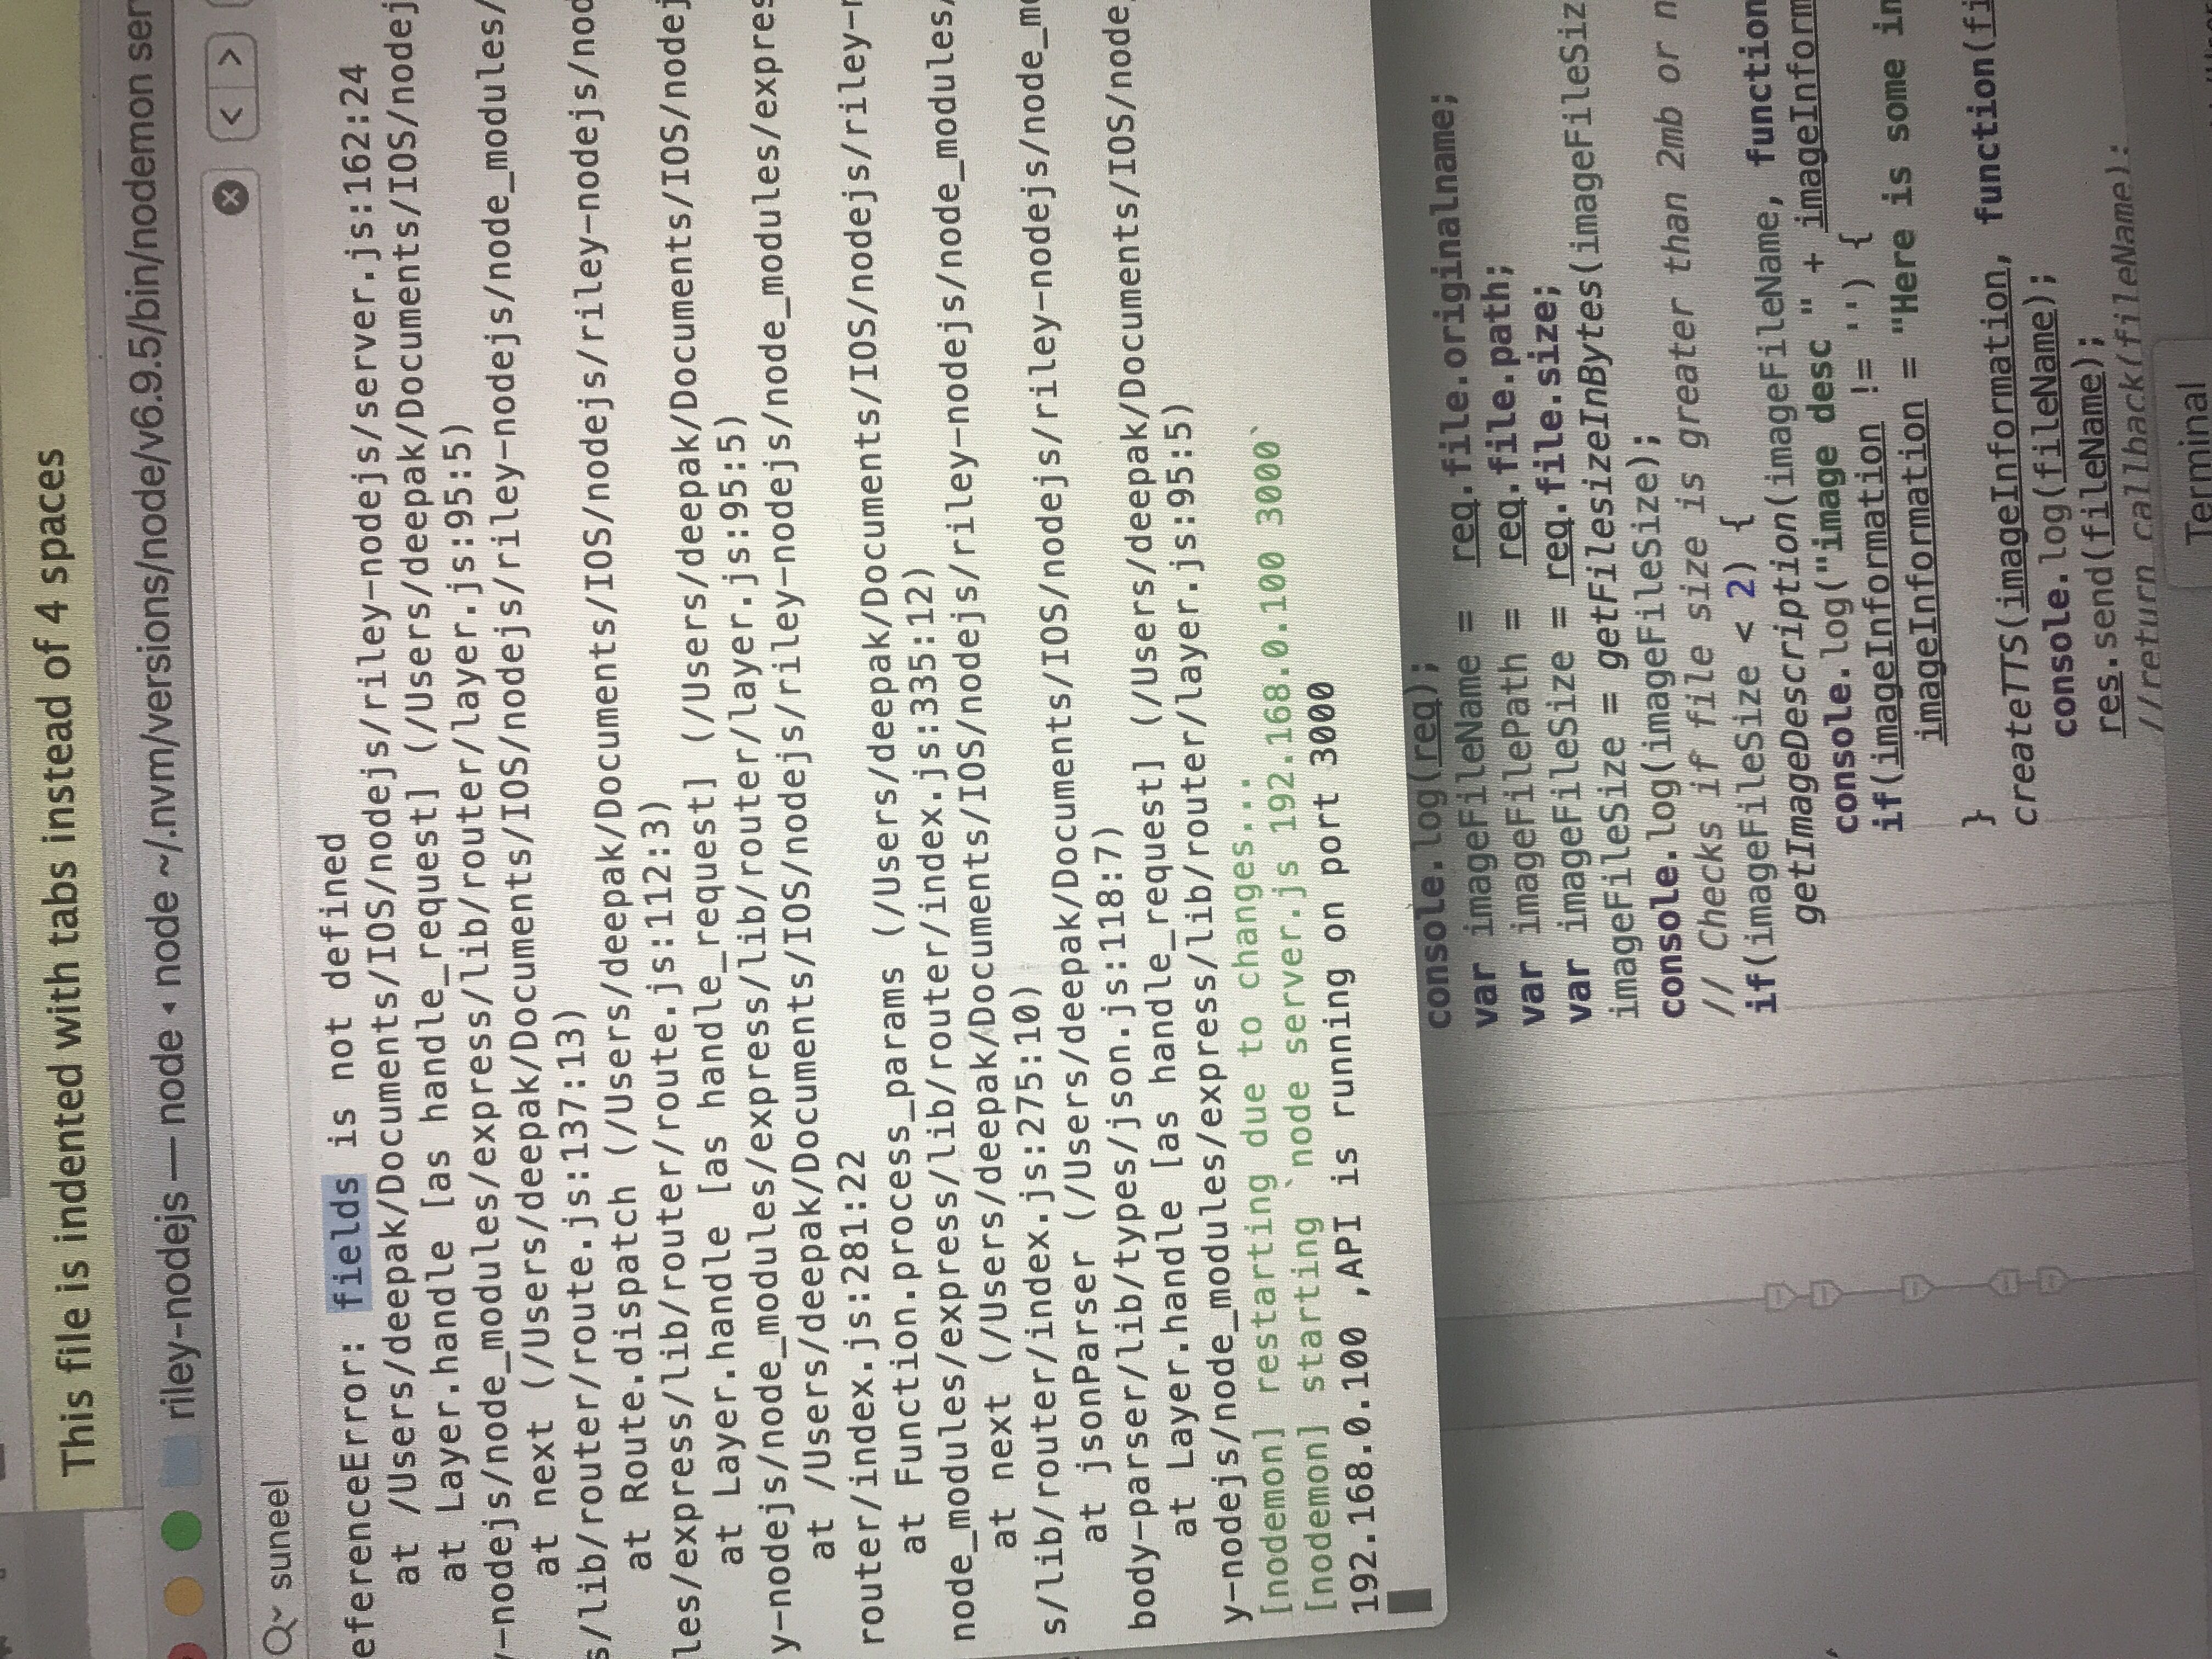 This file is indented with tabs instead of 4 spaces
riley-nodejs — node ◂ node ~/.nvm/versions/node/v6.9.5/bin/nodemon ser
suneel
eferenceError: fields is not defined
at /Users/deepak/Documents/IOS/nodejs/riley-nodejs/server.js:162:24
at Layer.handle [as handle_request] (/Users/deepak/Documents/IOS/nodej
y-nodejs/node_modules/express/lib/router/layer.js:95:5)
at next (/Users/deepak/Documents/IOS/nodejs/riley-nodejs/node_modules/
s/lib/router/route.js:137:13)
at Route.dispatch (/Users/deepak/Documents/IOS/nodejs/riley-nodejs/nod
les/express/lib/router/route.js:112:3)
at Layer.handle [as handle_request] (/Users/deepak/Documents/IOS/nodej
y-nodejs/node_modules/express/lib/router/layer.js:95:5)
at /Users/deepak/Documents/IOS/nodejs/riley-nodejs/node_modules/expres
router/index.js:281:22
at Function.process_params (/Users/deepak/Documents/IOS/nodejs/riley-n
node_modules/express/lib/router/index.js:335:12)
at next (/Users/deepak/Documents/IOS/nodejs/riley-nodejs/node_modules/
s/lib/router/index.js:275:10)
at jsonParser (/Users/deepak/Documents/IOS/nodejs/riley-nodejs/node_mo
body-parser/lib/types/json.js:118:7)
at Layer.handle [as handle_request] (/Users/deepak/Documents/IOS/node
y-nodejs/node_modules/express/lib/router/layer.js:95:5)
[nodemon] restarting due to changes...
[nodemon] starting `node server.js 192.168.0.100 3000`
192.168.0.100 ,API is running on port 3000
console.log(req);
var imageFileName = req.file.originalname;
var imageFilePath = req.file.path;
var imageFileSize = req.file.size;
imageFileSize = getFilesizeInBytes(imageFileSiz
console.log(imageFileSize);
// Checks if file size is greater than 2mb or n
if(imageFileSize < 2) {
getImageDescription(imageFileName, function
console.log("image desc " + imageInform
if(imageInformation != '') {
imageInformation = "Here is some in
}
createTTS(imageInformation, function(fi
console.log(fileName);
res.send(fileName);
//return callback(fileName);
Terminal